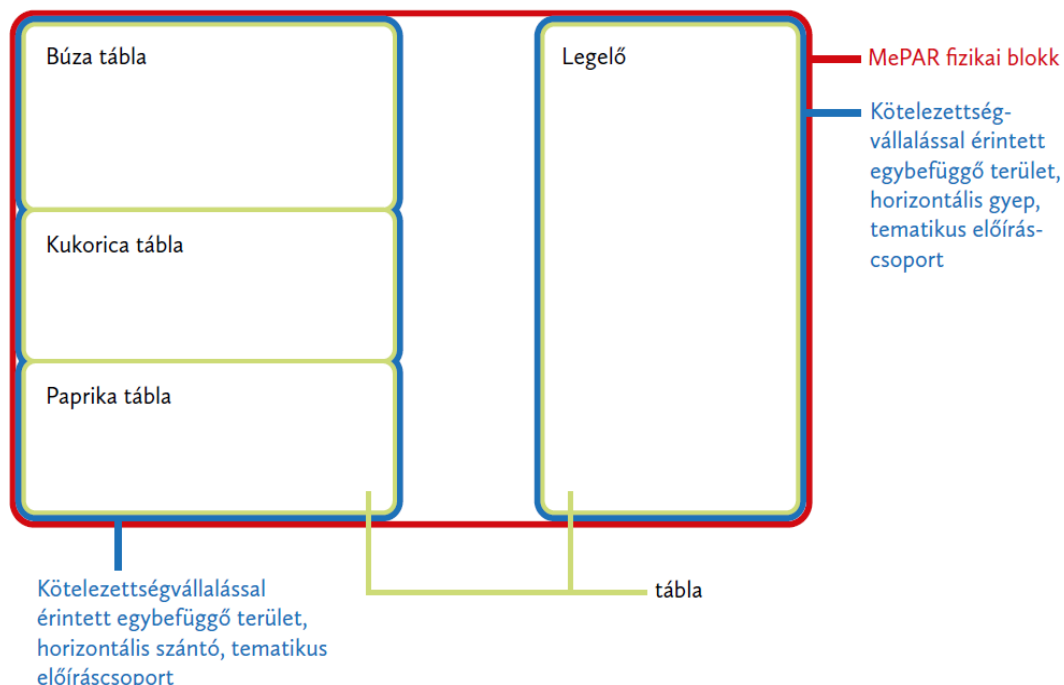 Búza tábla
Legelő
MePAR fizikai blokk
Kötelezettség-
vállalással érintett
egybefüggő terület,
horizontális gyep,
tematikus előírás-
csoport
Kukorica tábla
Paprika tábla
tábla
Kötelezettségvállalással
érintett egybefüggő terület,
horizontális szántó, tematikus
előíráscsoport